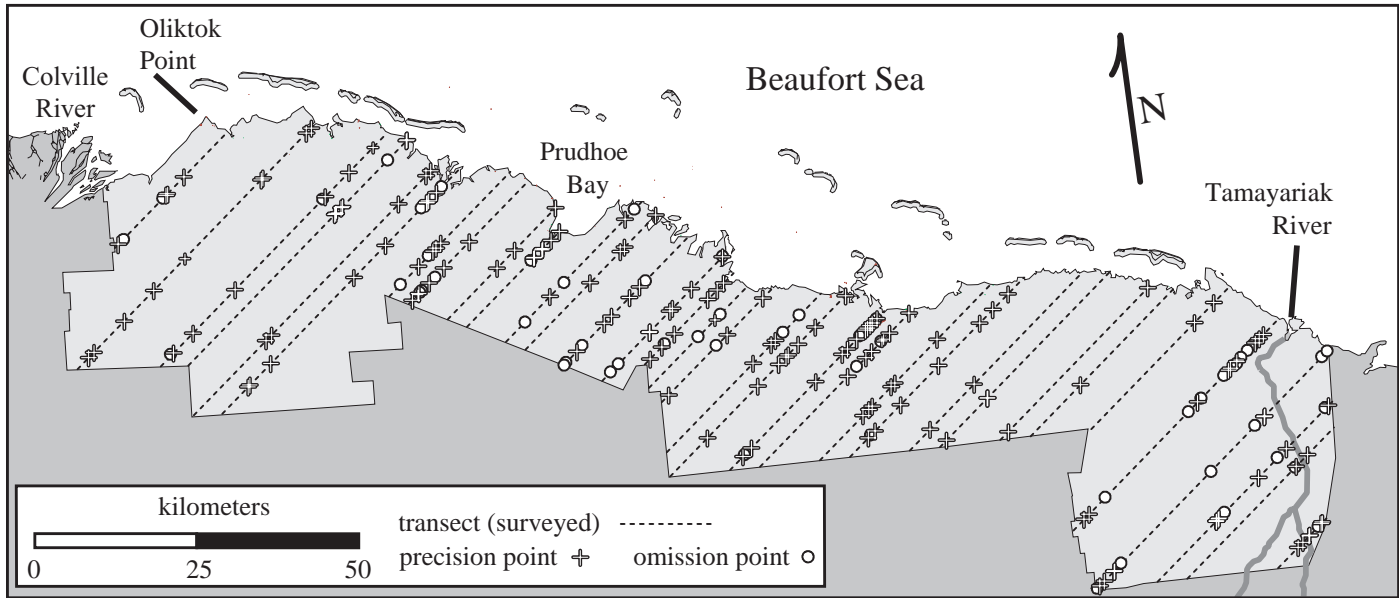 Oliktok
Point
Colville
River
Beaufort Sea
N
Prudhoe
Bay
Tamayariak
River
kilometers
0 25 50
transect (surveyed)
precision point
omission point